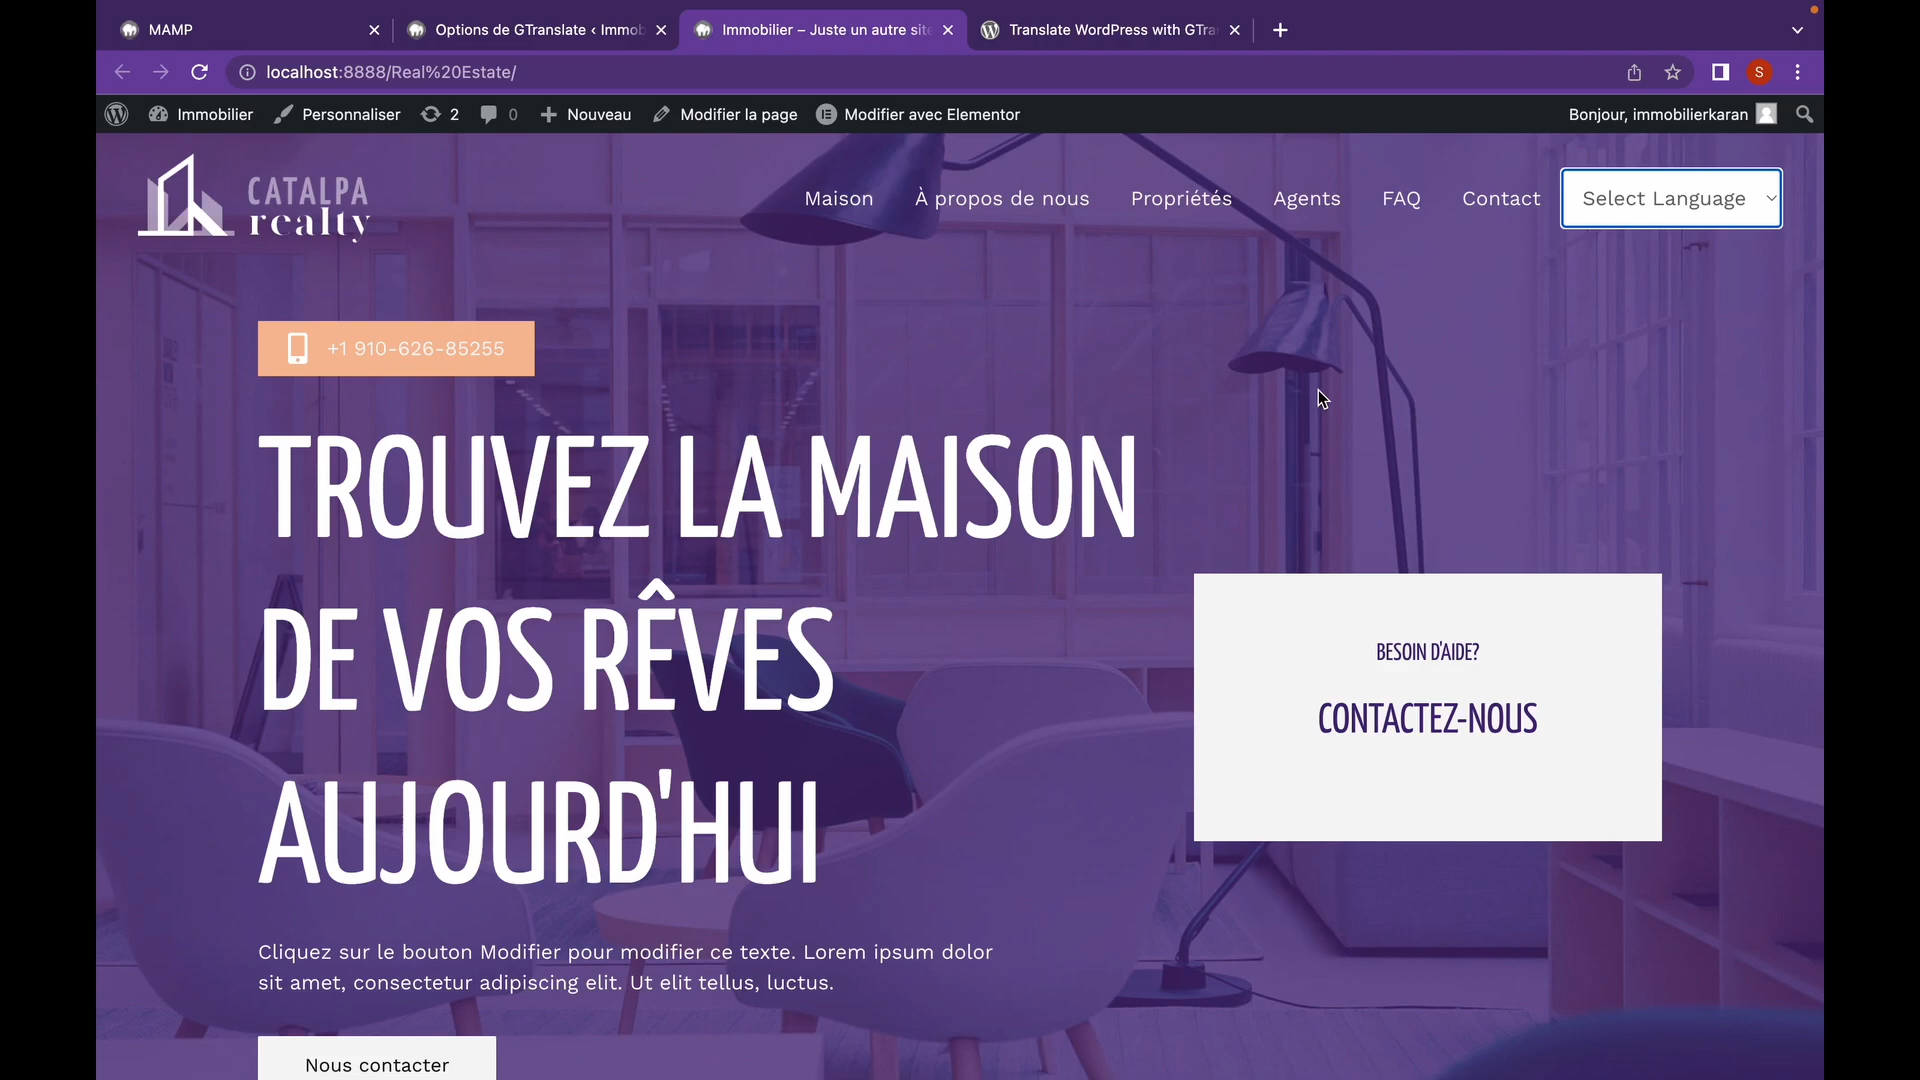 MAMP
Options de GTranslate ‹ Immob
Immobilier – Juste un autre site
Translate WordPress with GTra
localhost:8888/Real%20Estate/
S
Immobilier
Personnaliser
2
0
Nouveau
Modifier la page
Modifier avec Elementor
Bonjour, immobilierkaran
CATALPA
realty
Maison
À propos de nous
Propriétés
Agents
FAQ
Contact
Select Language
+1 910-626-85255
TROUVEZ LA MAISON
DE VOS RÊVES
AUJOURD'HUI
BESOIN D'AIDE?
CONTACTEZ-NOUS
Cliquez sur le bouton Modifier pour modifier ce texte. Lorem ipsum dolor
sit amet, consectetur adipiscing elit. Ut elit tellus, luctus.
Nous contacter